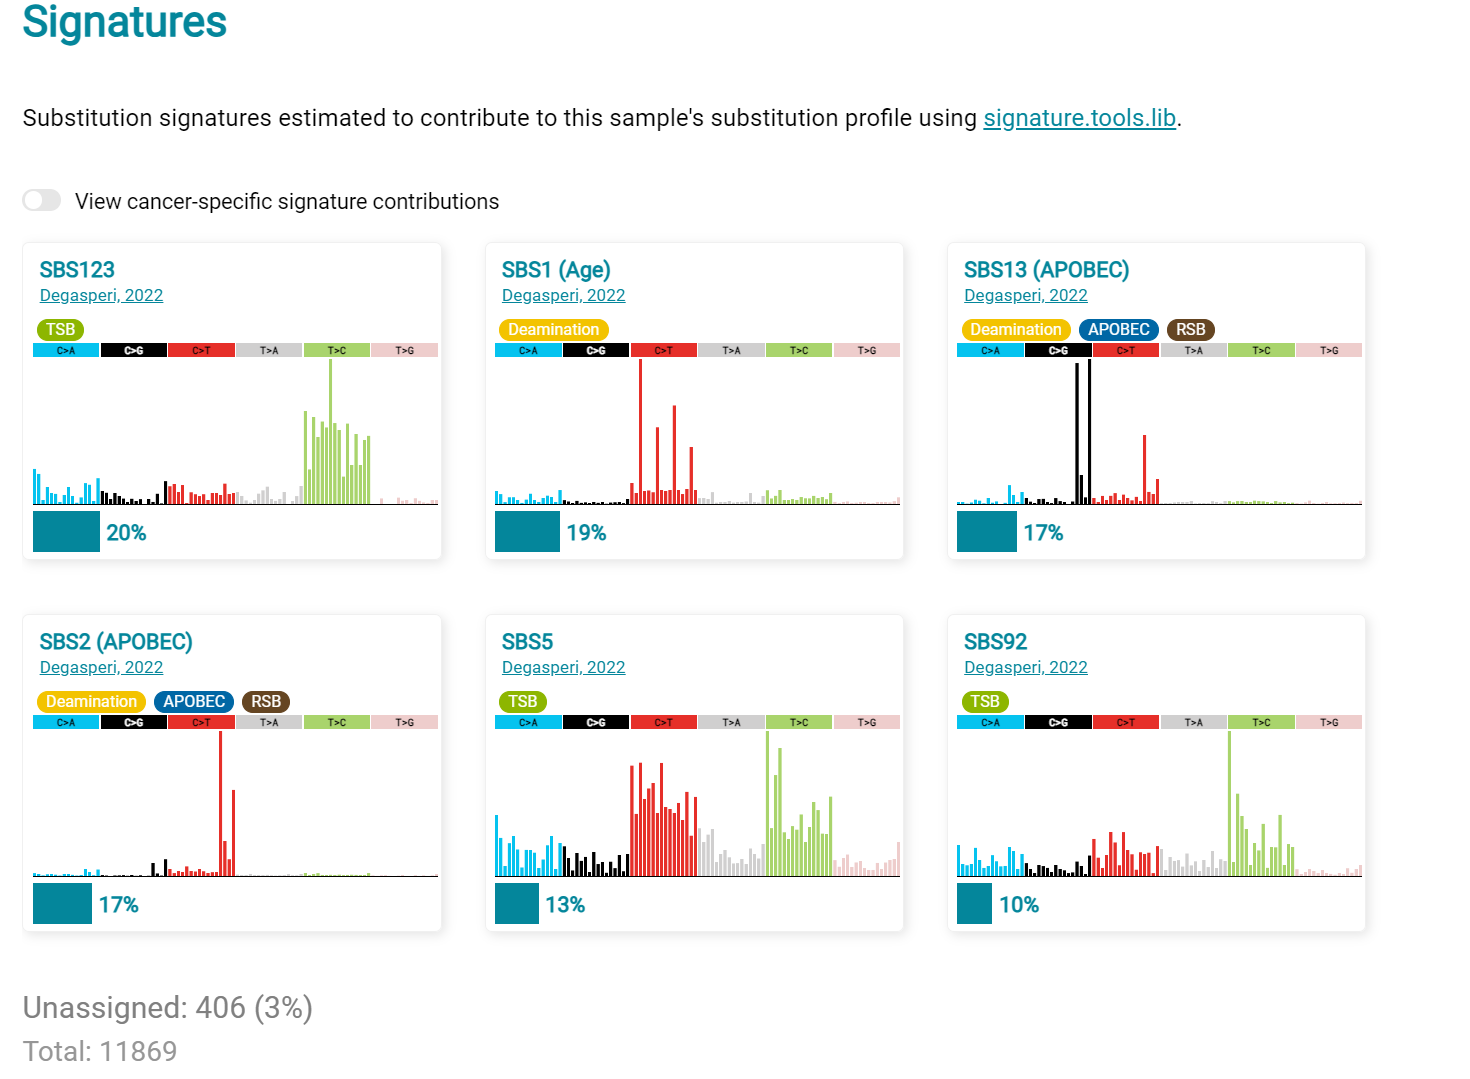 Signatures
Substitution signatures estimated to contribute to this sample's substitution profile using signature.tools.lib.
View cancer-specific signature contributions
SBS123
Degasperi, 2022
TSB
C>A C>G C>T T>A T>C T>G
20%
SBS1 (Age)
Degasperi, 2022
Deamination
C>A C>G C>T T>A T>C T>G
19%
SBS13 (APOBEC)
Degasperi, 2022
Deamination APOBEC RSB
C>A C>G C>T T>A T>C T>G
17%
SBS2 (APOBEC)
Degasperi, 2022
Deamination APOBEC RSB
C>A C>G C>T T>A T>C T>G
17%
SBS5
Degasperi, 2022
TSB
C>A C>G C>T T>A T>C T>G
13%
SBS92
Degasperi, 2022
TSB
C>A C>G C>T T>A T>C T>G
10%
Unassigned: 406 (3%)
Total: 11869